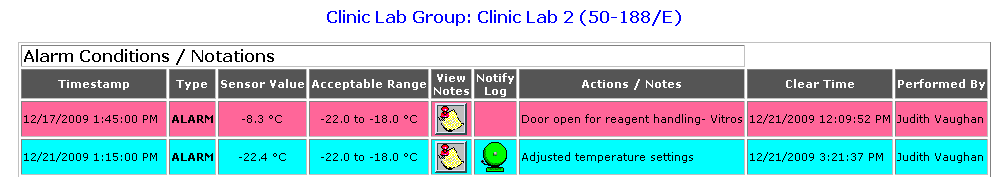 Clinic Lab Group: Clinic Lab 2 (50-188/E)
Alarm Conditions / Notations
Timestamp Type Sensor Value Acceptable Range View Notes Notify Log Actions / Notes Clear Time Performed By
12/17/2009 1:45:00 PM ALARM -8.3 °C -22.0 to -18.0 °C Door open for reagent handling- Vitros 12/21/2009 12:09:52 PM Judith Vaughan
12/21/2009 1:15:00 PM ALARM -22.4 °C -22.0 to -18.0 °C Adjusted temperature settings 12/21/2009 3:21:37 PM Judith Vaughan